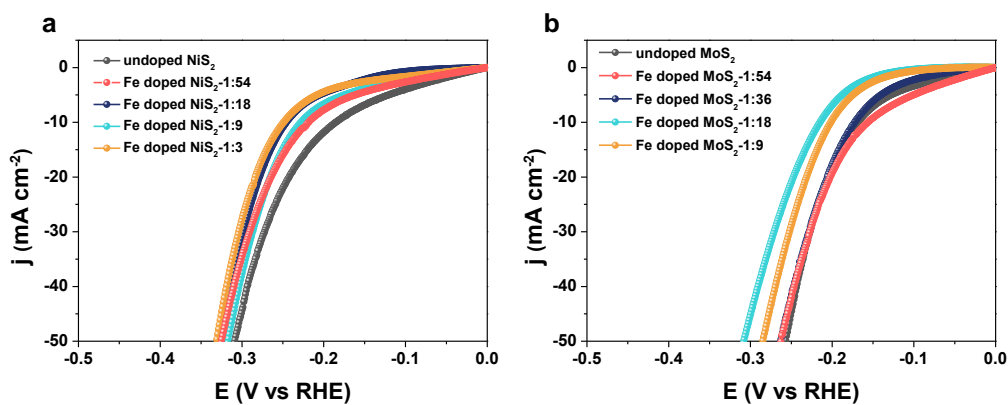 a
undoped NiS2
Fe doped NiS2-1:54
Fe doped NiS2-1:18
Fe doped NiS2-1:9
Fe doped NiS2-1:3
0
-10
-20
-30
-40
-50
-0.5 -0.4 -0.3 -0.2 -0.1 0.0
j (mA cm-2)
E (V vs RHE)
b
undoped MoS2
Fe doped MoS2-1:54
Fe doped MoS2-1:36
Fe doped MoS2-1:18
Fe doped MoS2-1:9
0
-10
-20
-30
-40
-50
-0.5 -0.4 -0.3 -0.2 -0.1 0.0
j (mA cm-2)
E (V vs RHE)